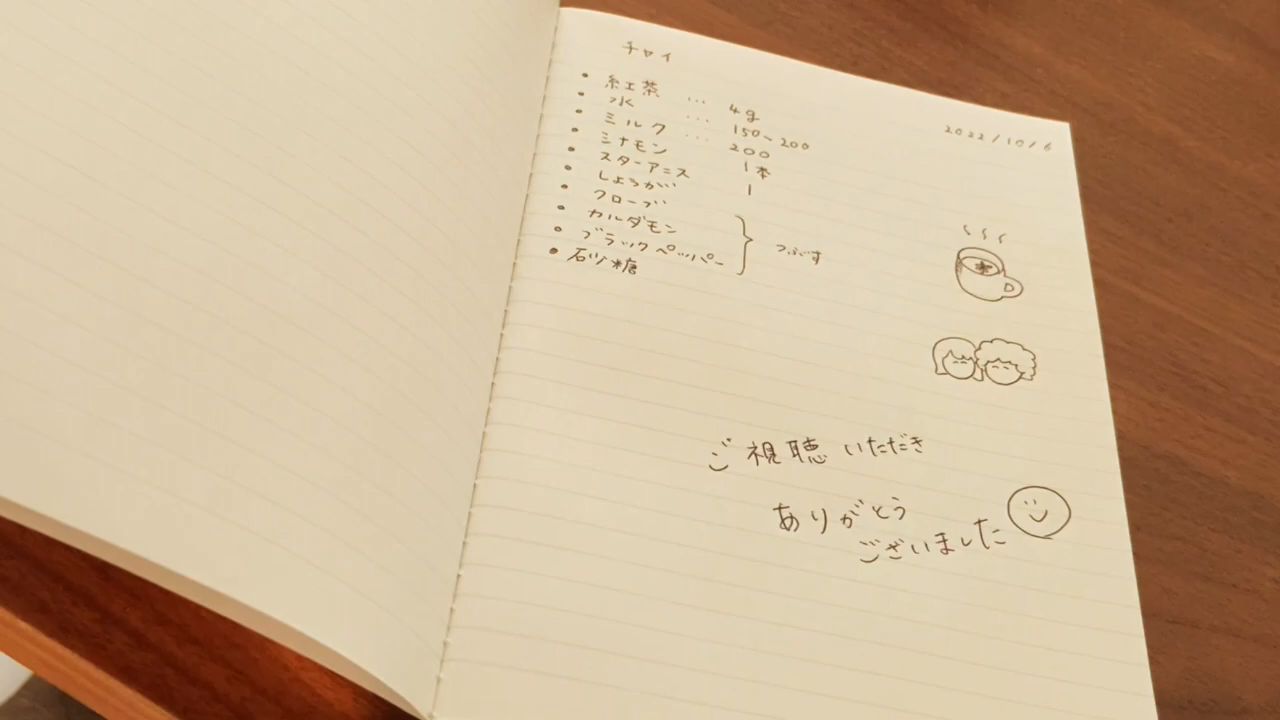 チャイ
2022/10/6
• 紅茶 … 4g
• 水 … 150~200
• ミルク … 200
• シナモン 1本
• スターアニス 1
• しょうが
• クローブ
• カルダモン
• ブラックペッパー
} つぶす
• 砂糖
ご視聴いただき
ありがとう
ございました